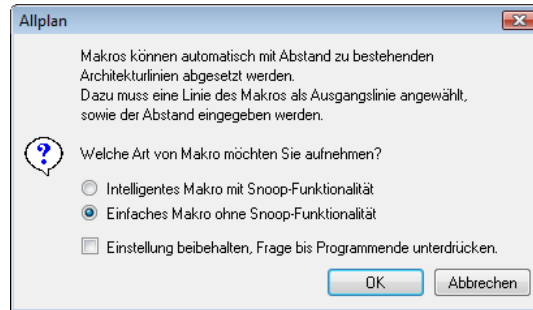 Allplan
Makros können automatisch mit Abstand zu bestehenden
Architekturlinien abgesetzt werden.
Dazu muss eine Linie des Makros als Ausgangslinie angewählt,
sowie der Abstand eingegeben werden.
Welche Art von Makro möchten Sie aufnehmen?
Intelligentes Makro mit Snoop-Funktionalität
Einfaches Makro ohne Snoop-Funktionalität
Einstellung beibehalten, Frage bis Programmende unterdrücken.
OK Abbrechen